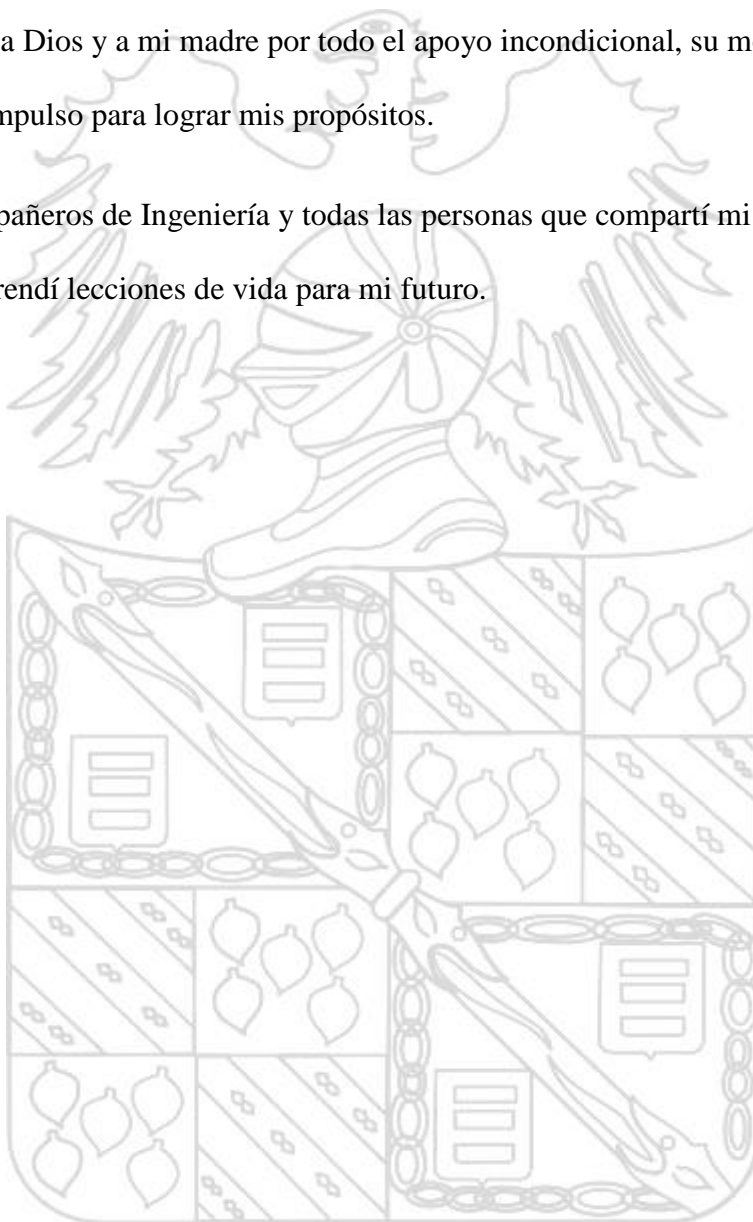 a Dios y a mi madre por todo el apoyo incondicional, su m
mpulso para lograr mis propósitos.
pañeros de Ingeniería y todas las personas que compartí mi
rendí lecciones de vida para mi futuro.